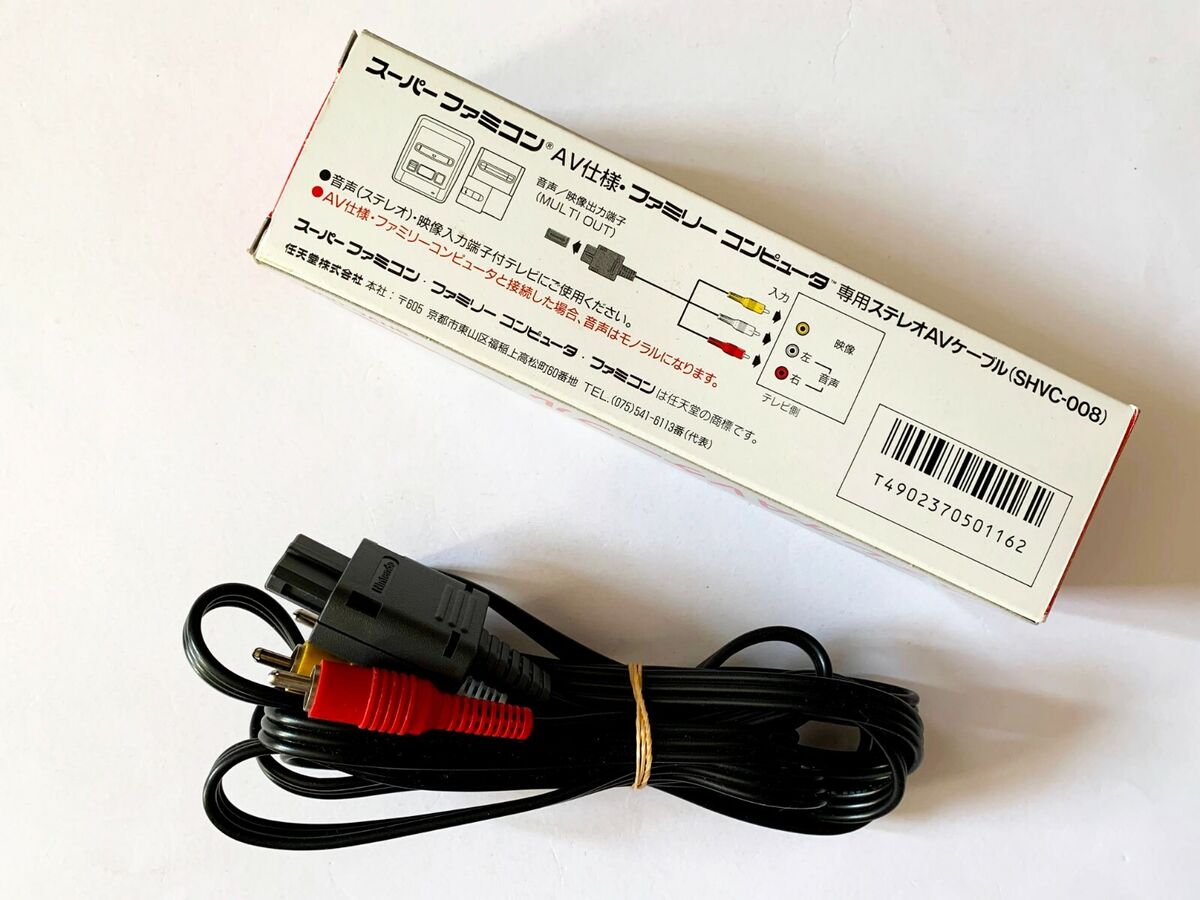 スーパーファミコン®AV仕様・ファミリーコンピュータ™専用ステレオAVケーブル(SHVC-008)
音声/映像出力端子
(MULTI OUT)
入力
映像
左
右
音声
テレビ側
●音声(ステレオ)・映像入力端子付テレビにご使用ください。
●AV仕様・ファミリーコンピュータと接続した場合、音声はモノラルになります。
スーパーファミコン・ファミリーコンピュータ・ファミコンは任天堂の商標です。
任天堂株式会社 本社:〒605 京都市東山区福稲上高松町60番地 TEL.(075)541-6113番(代表)
T4902370501162
Nintendo